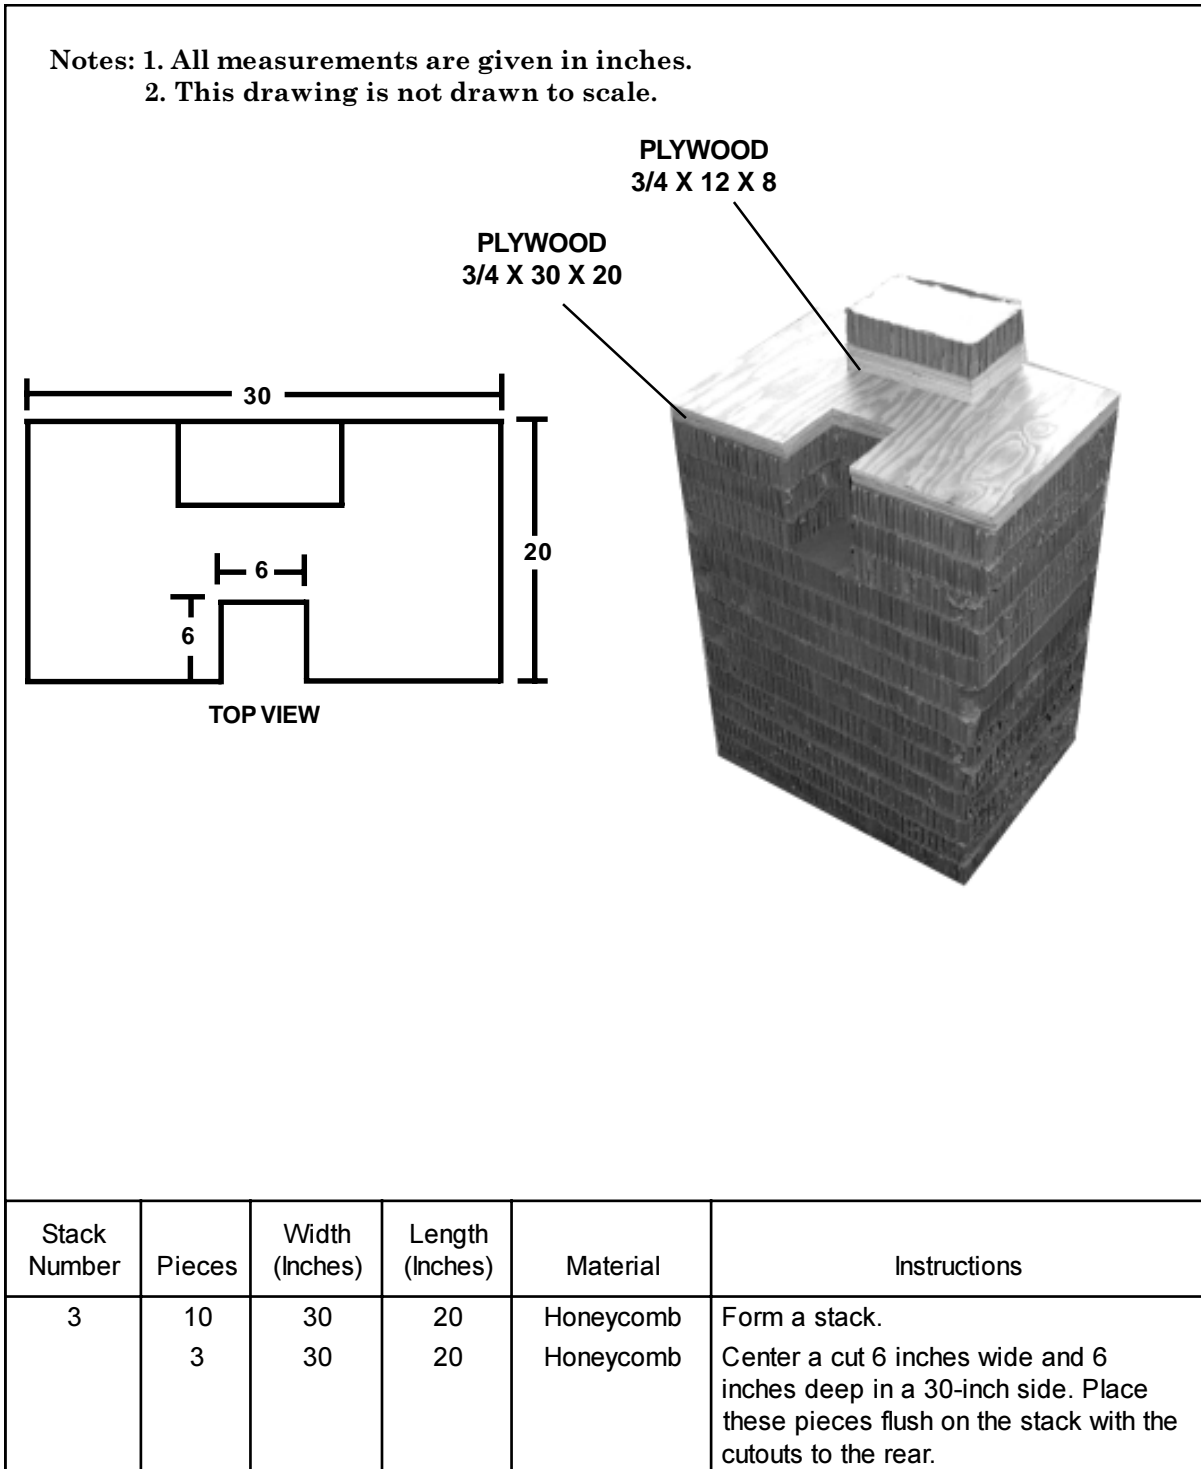 Notes: 1. All measurements are given in inches.
2. This drawing is not drawn to scale.
PLYWOOD
3/4 X 12 X 8
PLYWOOD
3/4 X 30 X 20
30
20
6
6
TOP VIEW
Stack Number Pieces Width (Inches) Length (Inches) Material Instructions
3 10 30 20 Honeycomb Form a stack.
3 30 20 Honeycomb Center a cut 6 inches wide and 6
inches deep in a 30-inch side. Place
these pieces flush on the stack with the
cutouts to the rear.